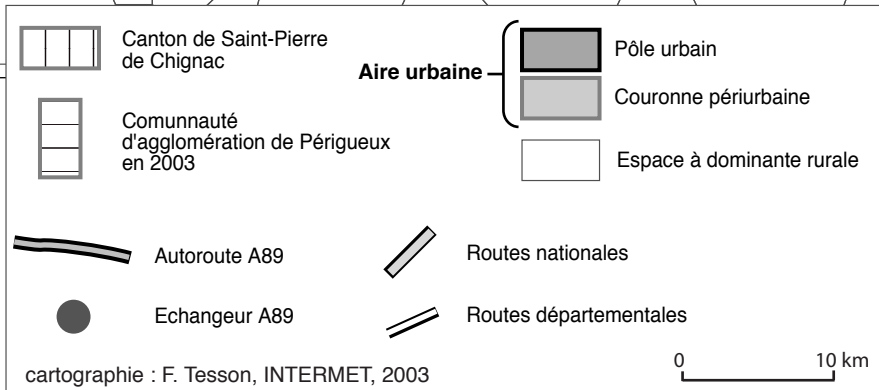 Canton de Saint-Pierre
de Chignac
Comunnauté
d'agglomération de Périgueux
en 2003
Aire urbaine
Pôle urbain
Couronne périurbaine
Espace à dominante rurale
Autoroute A89
Routes nationales
Echangeur A89
Routes départementales
cartographie : F. Tesson, INTERMET, 2003
0 10 km